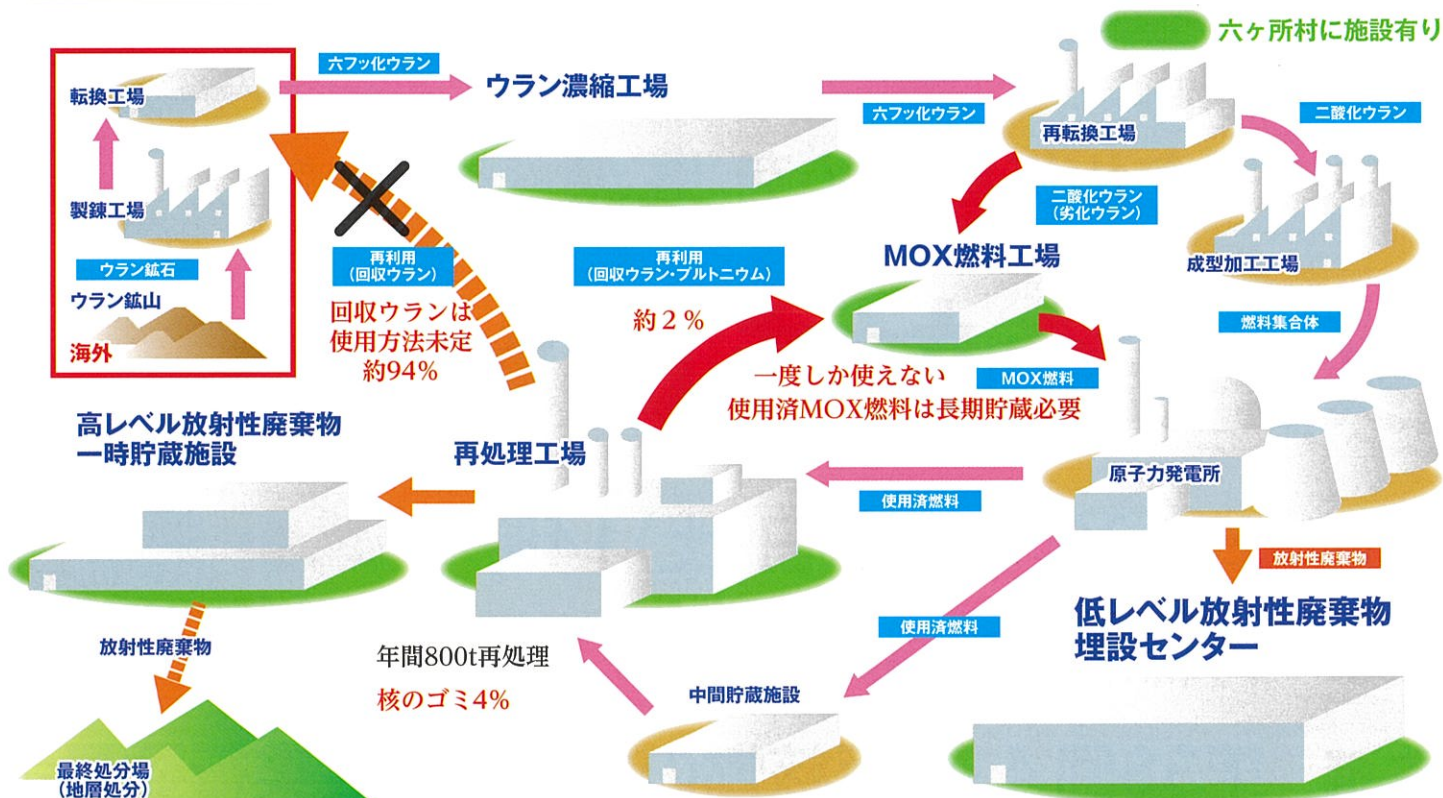 六ヶ所村に施設有り
転換工場
六フッ化ウラン
ウラン濃縮工場
六フッ化ウラン
再転換工場
二酸化ウラン
製錬工場
ウラン鉱石
ウラン鉱山
海外
再利用
(回収ウラン)
回収ウランは
使用方法未定
約94%
再利用
(回収ウラン・プルトニウム)
約2%
二酸化ウラン
(劣化ウラン)
MOX燃料工場
成型加工工場
燃料集合体
一度しか使えない
使用済MOX燃料は長期貯蔵必要
MOX燃料
高レベル放射性廃棄物
一時貯蔵施設
再処理工場
使用済燃料
原子力発電所
放射性廃棄物
低レベル放射性廃棄物
埋設センター
放射性廃棄物
年間800t再処理
核のゴミ4%
使用済燃料
中間貯蔵施設
最終処分場
(地層処分)